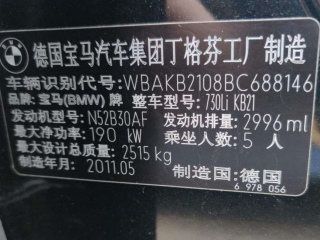 德国宝马汽车集团丁格芬工厂制造
车辆识别代号:WBAKB2108BC688146
品牌:宝马(BMW)牌 整车型号:730Li KB21
发动机型号:N52B30AF 发动机排量:2996 ml
最大净功率:190 kW 乘坐人数:5 人
最大设计总质量:2515 kg
制造年月:2011.05 制造国:德国
6 978 056